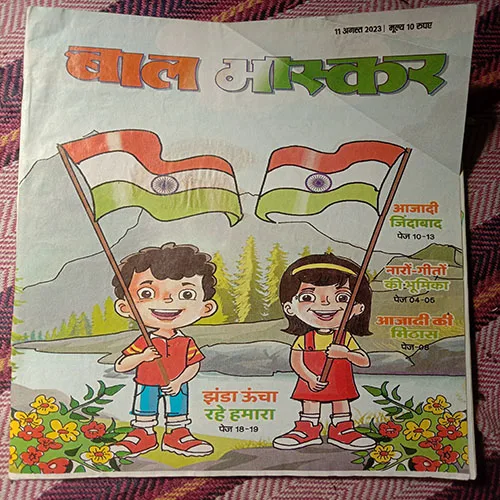 11 अगस्त 2023 | मूल्य 10 रुपए
बाल भास्कर
आजादी
जिंदाबाद
पेज 10-13
नारों-गीतों
की भूमिका
पेज 04-05
आजादी की
मिठास
पेज-08
झंडा ऊंचा
रहे हमारा
पेज 18-19